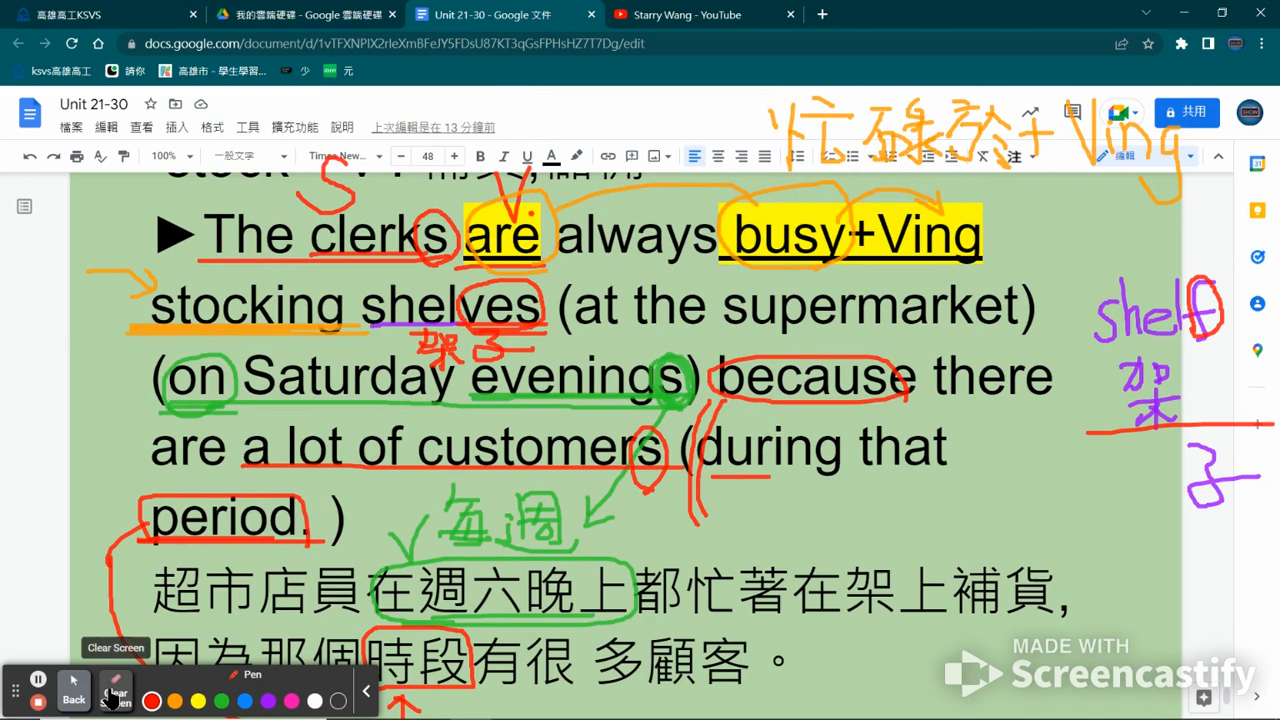 高雄高工KSVS
我的雲端硬碟 - Google 雲端硬碟
Unit 21-30 - Google 文件
Starry Wang - YouTube
docs.google.com/document/d/1vTFXNPIX2rIeXmBFeJY5FDsU87KT3qGsFPHsHZ7T7Dg/edit
ksvs高雄高工
請你
高雄市 - 學生學習...
少
元
Unit 21-30
檔案 編輯 查看 插入 格式 工具 擴充功能 說明 上次編輯是在 13 分鐘前
共用
忙碌於+Ving
100% 一般文字 Times New... 48 B I U A 注 編輯
S V
►The clerks are always busy+Ving
stocking shelves (at the supermarket)
架子
shelf
架
子
(on Saturday evenings) because there
are a lot of customers (during that
period. )
每週
超市店員在週六晚上都忙著在架上補貨,
因為那個時段有很 多顧客。
Clear Screen
Pen
Back
Clear Screen
MADE WITH
Screencastify